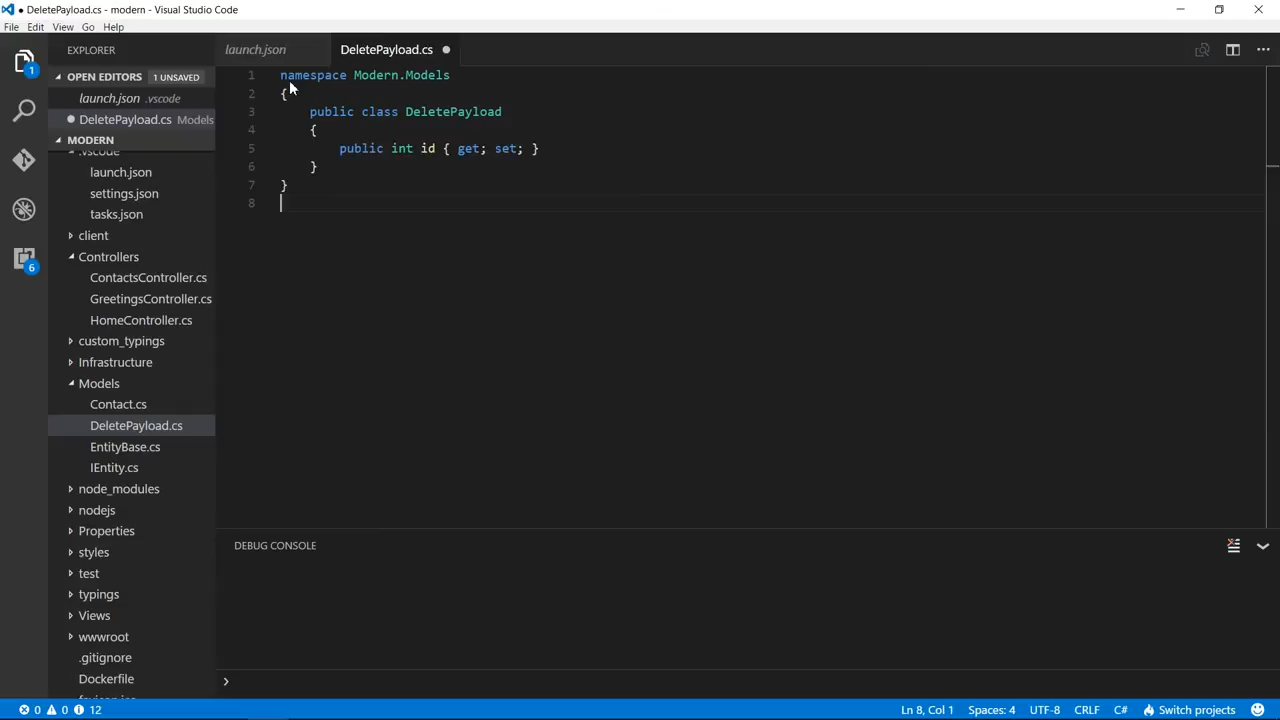 DeletePayload.cs - modern - Visual Studio Code
File Edit View Go Help
EXPLORER
OPEN EDITORS 1 UNSAVED
launch.json .vscode
DeletePayload.cs Models
MODERN
.vscode
launch.json
settings.json
tasks.json
client
Controllers
ContactsController.cs
GreetingsController.cs
HomeController.cs
custom_typings
Infrastructure
Models
Contact.cs
DeletePayload.cs
EntityBase.cs
IEntity.cs
node_modules
nodejs
Properties
styles
test
typings
Views
wwwroot
.gitignore
Dockerfile
1
6
launch.json DeletePayload.cs
1 namespace Modern.Models
2 {
3 public class DeletePayload
4 {
5 public int id { get; set; }
6 }
7 }
8
DEBUG CONSOLE
0 0 12 Ln 8, Col 1 Spaces: 4 UTF-8 CRLF C# Switch projects